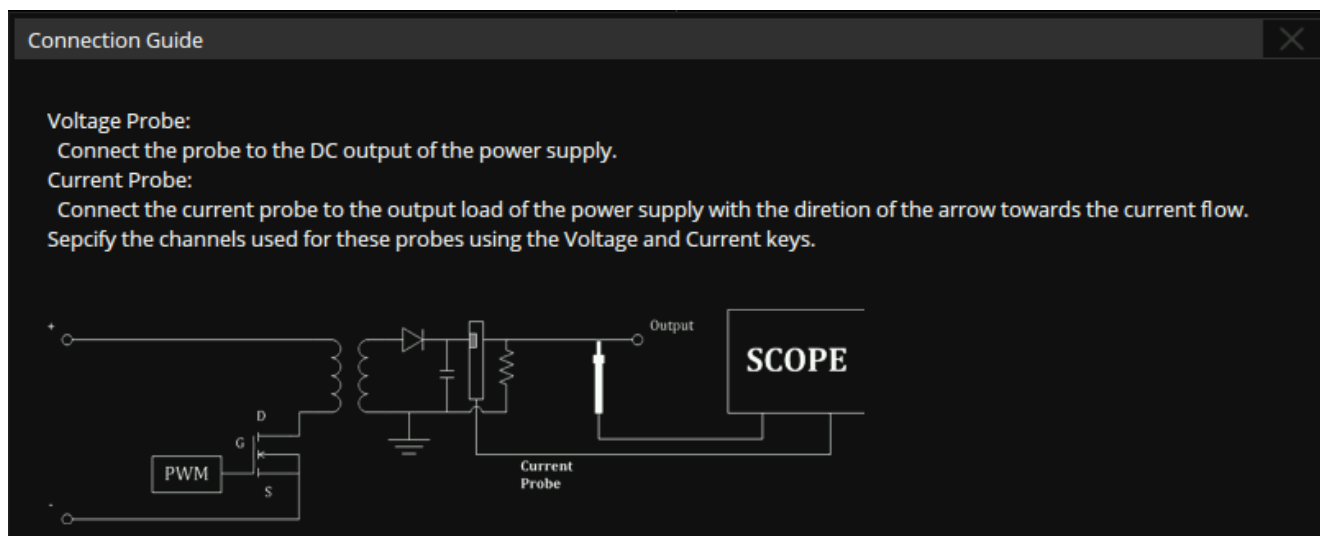 Connection Guide
Voltage Probe:
Connect the probe to the DC output of the power supply.
Current Probe:
Connect the current probe to the output load of the power supply with the diretion of the arrow towards the current flow.
Sepcify the channels used for these probes using the Voltage and Current keys.
+
Output
SCOPE
D
G
PWM
S
Current
Probe
-